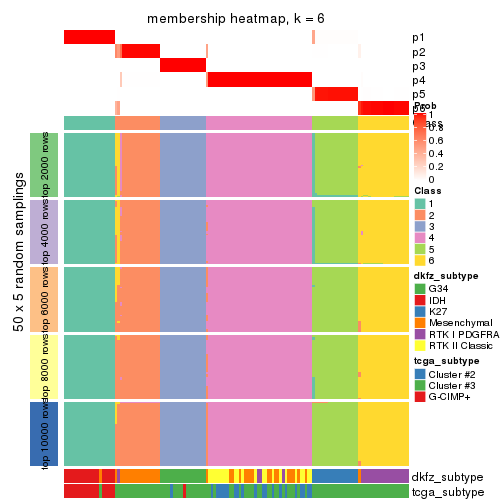 membership heatmap, k = 6
p1
p2
p3
p4
p5
p6
Class
50 x 5 random samplings
top 2000 rows
top 4000 rows
top 6000 rows
top 8000 rows
top 10000 rows
dkfz_subtype
tcga_subtype
Prob
1
0.8
0.6
0.4
0.2
0
Class
1
2
3
4
5
6
dkfz_subtype
G34
IDH
K27
Mesenchymal
RTK I PDGFRA
RTK II Classic
tcga_subtype
Cluster #2
Cluster #3
G-CIMP+